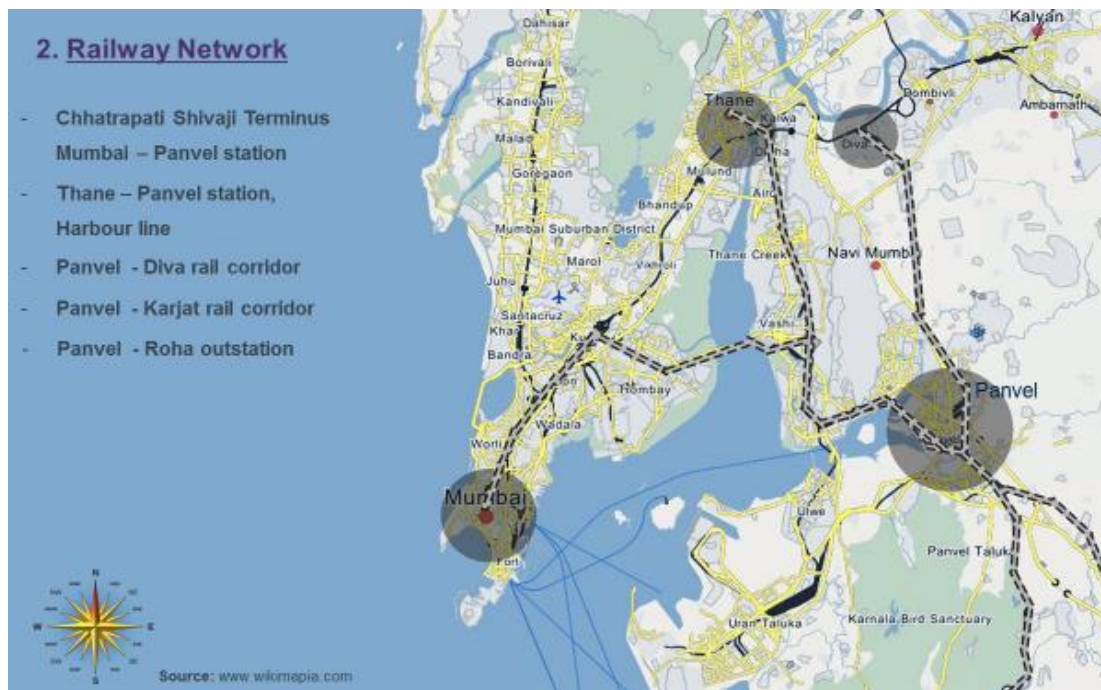 2. Railway Network
- Chhatrapati Shivaji Terminus
Mumbai – Panvel station
- Thane – Panvel station,
Harbour line
- Panvel - Diva rail corridor
- Panvel - Karjat rail corridor
- Panvel - Roha outstation
Source: www.wikimapia.com
Dahisar
Borivali
Kandivali
Malad
Goregaon
Mumbai Suburban District
Marol
Juhu
Santacruz
Khar
Bandra
Worli
Wadala
Mumbai
Fort
Thane
Kalwa
Mulund
Bhandup
Vikhroli
Thane Creek
Vashi
Diva
Dombivli
Kalyan
Ambarnath
Navi Mumb
Panvel
Ulwe
Panvel Taluk
Uran Taluka
Karnala Bird Sanctuary
N
E
S
W